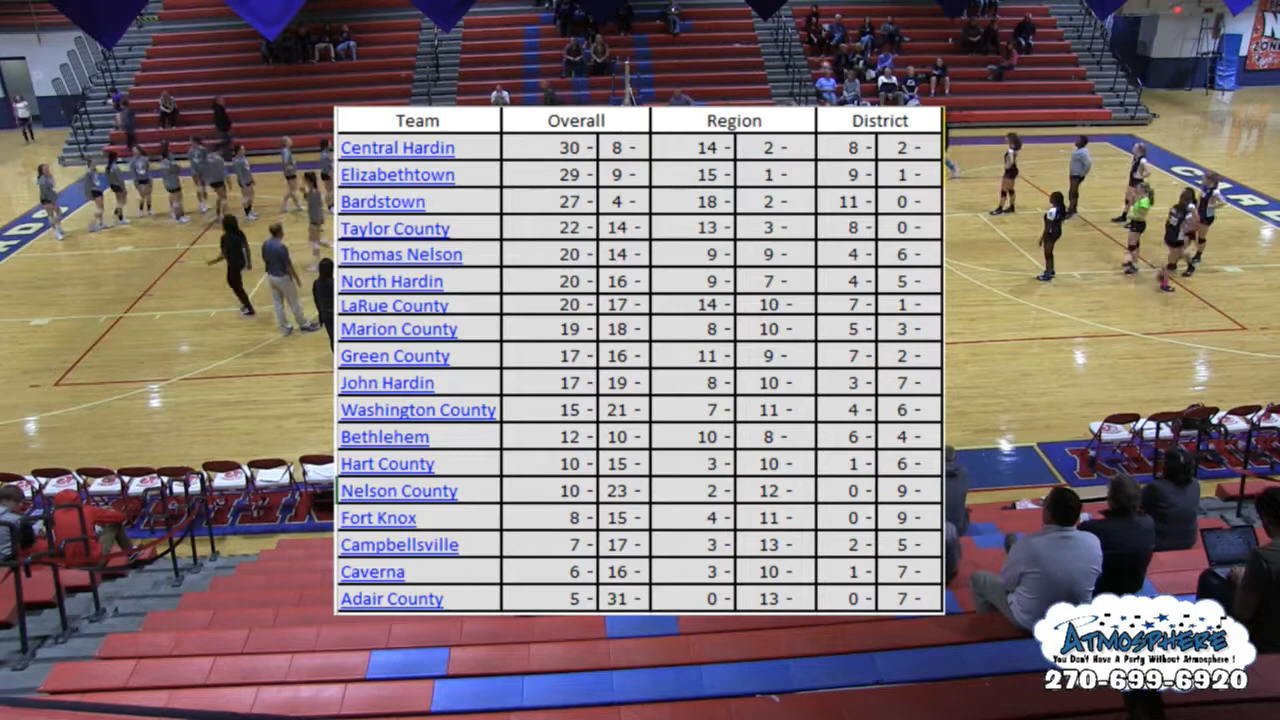 Team Overall Region District
Central Hardin 30 - 8 - 14 - 2 - 8 - 2 -
Elizabethtown 29 - 9 - 15 - 1 - 9 - 1 -
Bardstown 27 - 4 - 18 - 2 - 11 - 0 -
Taylor County 22 - 14 - 13 - 3 - 8 - 0 -
Thomas Nelson 20 - 14 - 9 - 9 - 4 - 6 -
North Hardin 20 - 16 - 9 - 7 - 4 - 5 -
LaRue County 20 - 17 - 14 - 10 - 7 - 1 -
Marion County 19 - 18 - 8 - 10 - 5 - 3 -
Green County 17 - 16 - 11 - 9 - 7 - 2 -
John Hardin 17 - 19 - 8 - 10 - 3 - 7 -
Washington County 15 - 21 - 7 - 11 - 4 - 6 -
Bethlehem 12 - 10 - 10 - 8 - 6 - 4 -
Hart County 10 - 15 - 3 - 10 - 1 - 6 -
Nelson County 10 - 23 - 2 - 12 - 0 - 9 -
Fort Knox 8 - 15 - 4 - 11 - 0 - 9 -
Campbellsville 7 - 17 - 3 - 13 - 2 - 5 -
Caverna 6 - 16 - 3 - 10 - 1 - 7 -
Adair County 5 - 31 - 0 - 13 - 0 - 7 -
ATMOSPHERE
You Don't Have A Party Without Atmosphere !
270-699-6920